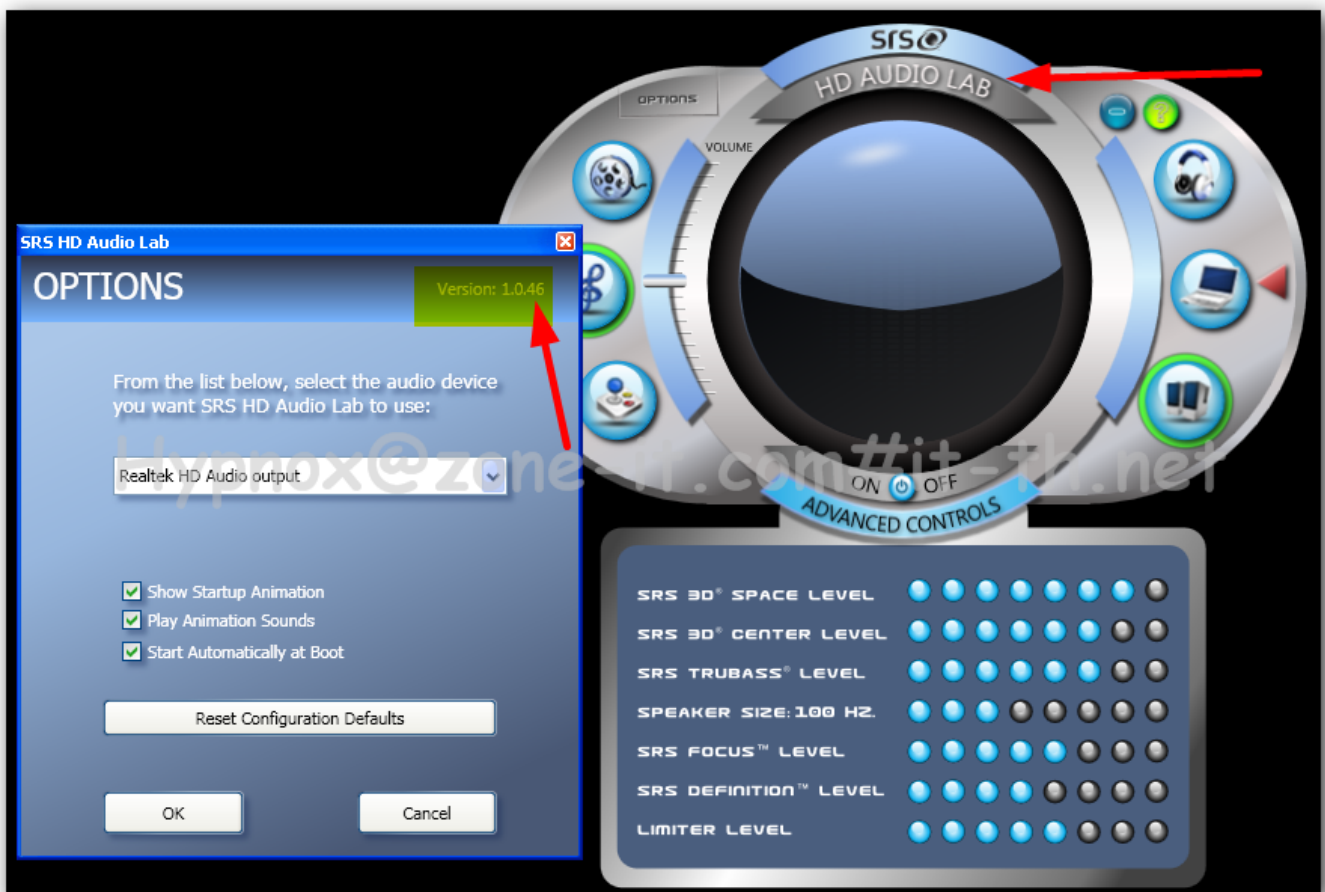 SRS HD Audio Lab
OPTIONS
Version: 1.0.46
From the list below, select the audio device
you want SRS HD Audio Lab to use:
Realtek HD Audio output
Show Startup Animation
Play Animation Sounds
Start Automatically at Boot
Reset Configuration Defaults
OK
Cancel
srs
HD AUDIO LAB
OPTIONS
?
VOLUME
ON OFF
ADVANCED CONTROLS
SRS 3D® SPACE LEVEL
SRS 3D® CENTER LEVEL
SRS TRUBASS® LEVEL
SPEAKER SIZE: 100 HZ.
SRS FOCUS™ LEVEL
SRS DEFINITION™ LEVEL
LIMITER LEVEL